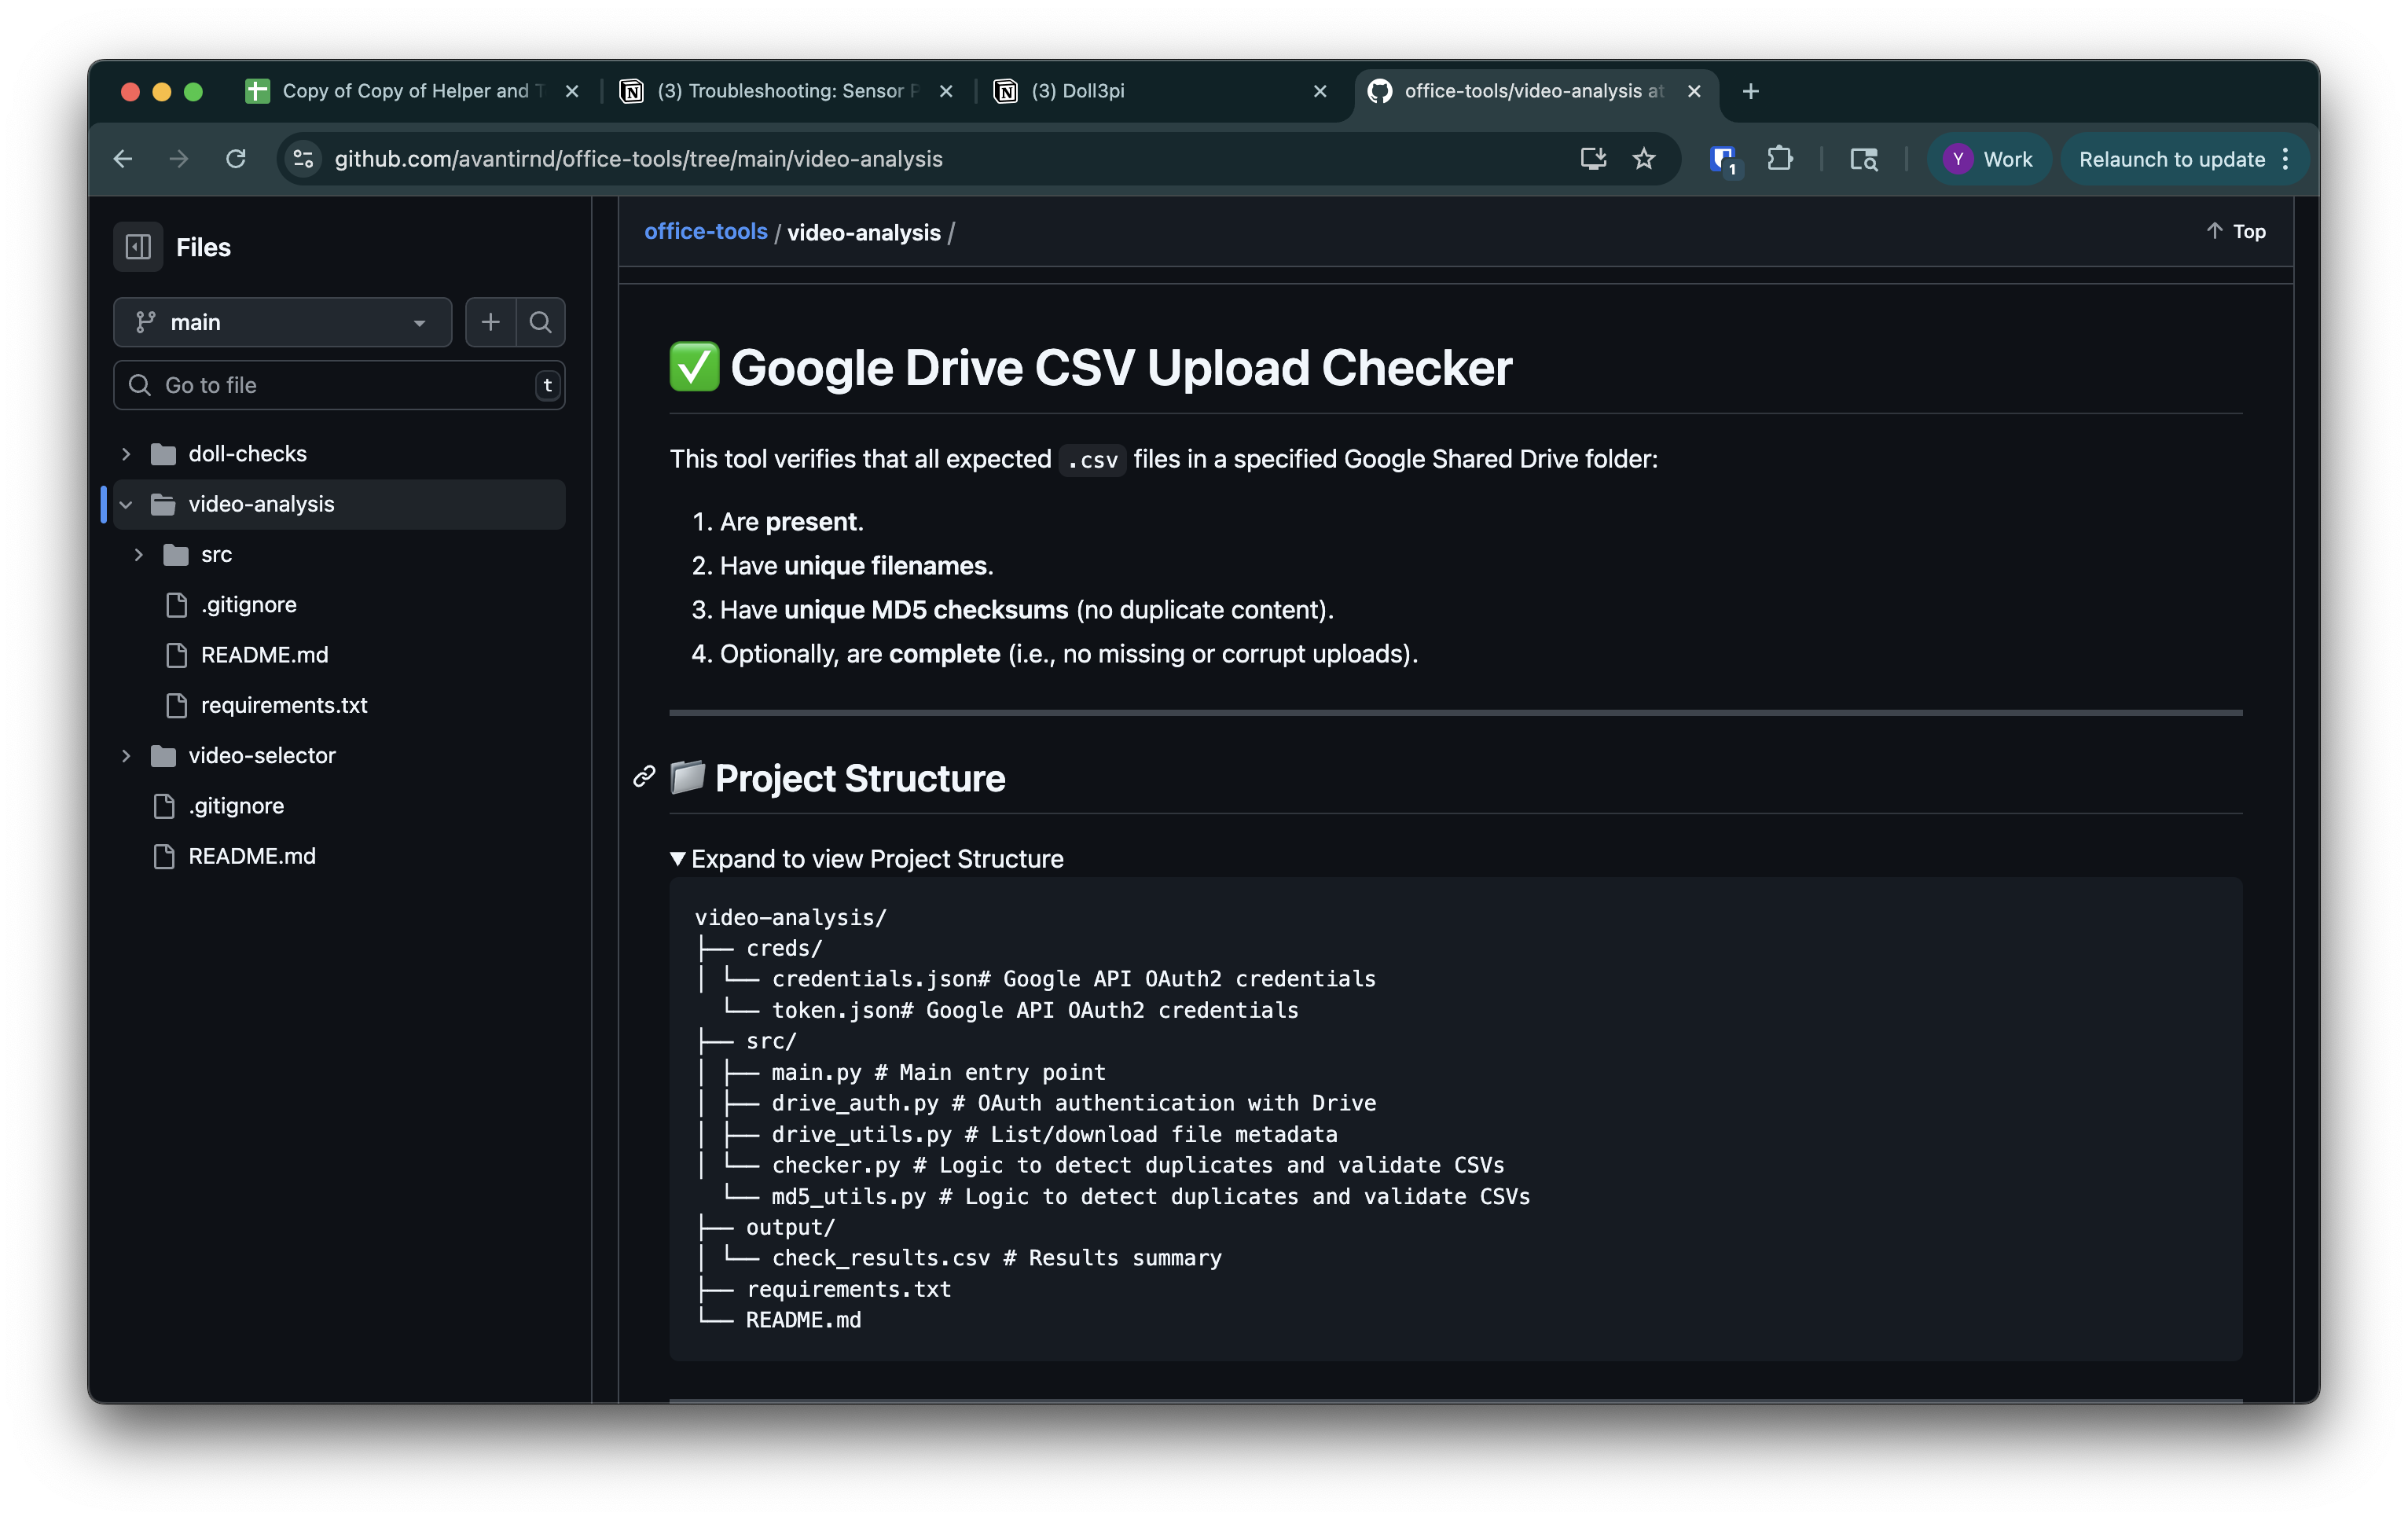 Copy of Copy of Helper and T
(3) Troubleshooting: Sensor P
(3) Doll3pi
office-tools/video-analysis at
github.com/avantirnd/office-tools/tree/main/video-analysis
1
Y Work
Relaunch to update
Files
main
Go to file
t
doll-checks
video-analysis
src
.gitignore
README.md
requirements.txt
video-selector
.gitignore
README.md
office-tools / video-analysis /
↑ Top
✅ Google Drive CSV Upload Checker
This tool verifies that all expected .csv files in a specified Google Shared Drive folder:
1. Are present.
2. Have unique filenames.
3. Have unique MD5 checksums (no duplicate content).
4. Optionally, are complete (i.e., no missing or corrupt uploads).
📁 Project Structure
▼ Expand to view Project Structure
video-analysis/
├── creds/
│ └── credentials.json# Google API OAuth2 credentials
  └── token.json# Google API OAuth2 credentials
├── src/
│ ├── main.py # Main entry point
│ ├── drive_auth.py # OAuth authentication with Drive
│ ├── drive_utils.py # List/download file metadata
│ └── checker.py # Logic to detect duplicates and validate CSVs
  └── md5_utils.py # Logic to detect duplicates and validate CSVs
├── output/
│ └── check_results.csv # Results summary
├── requirements.txt
└── README.md